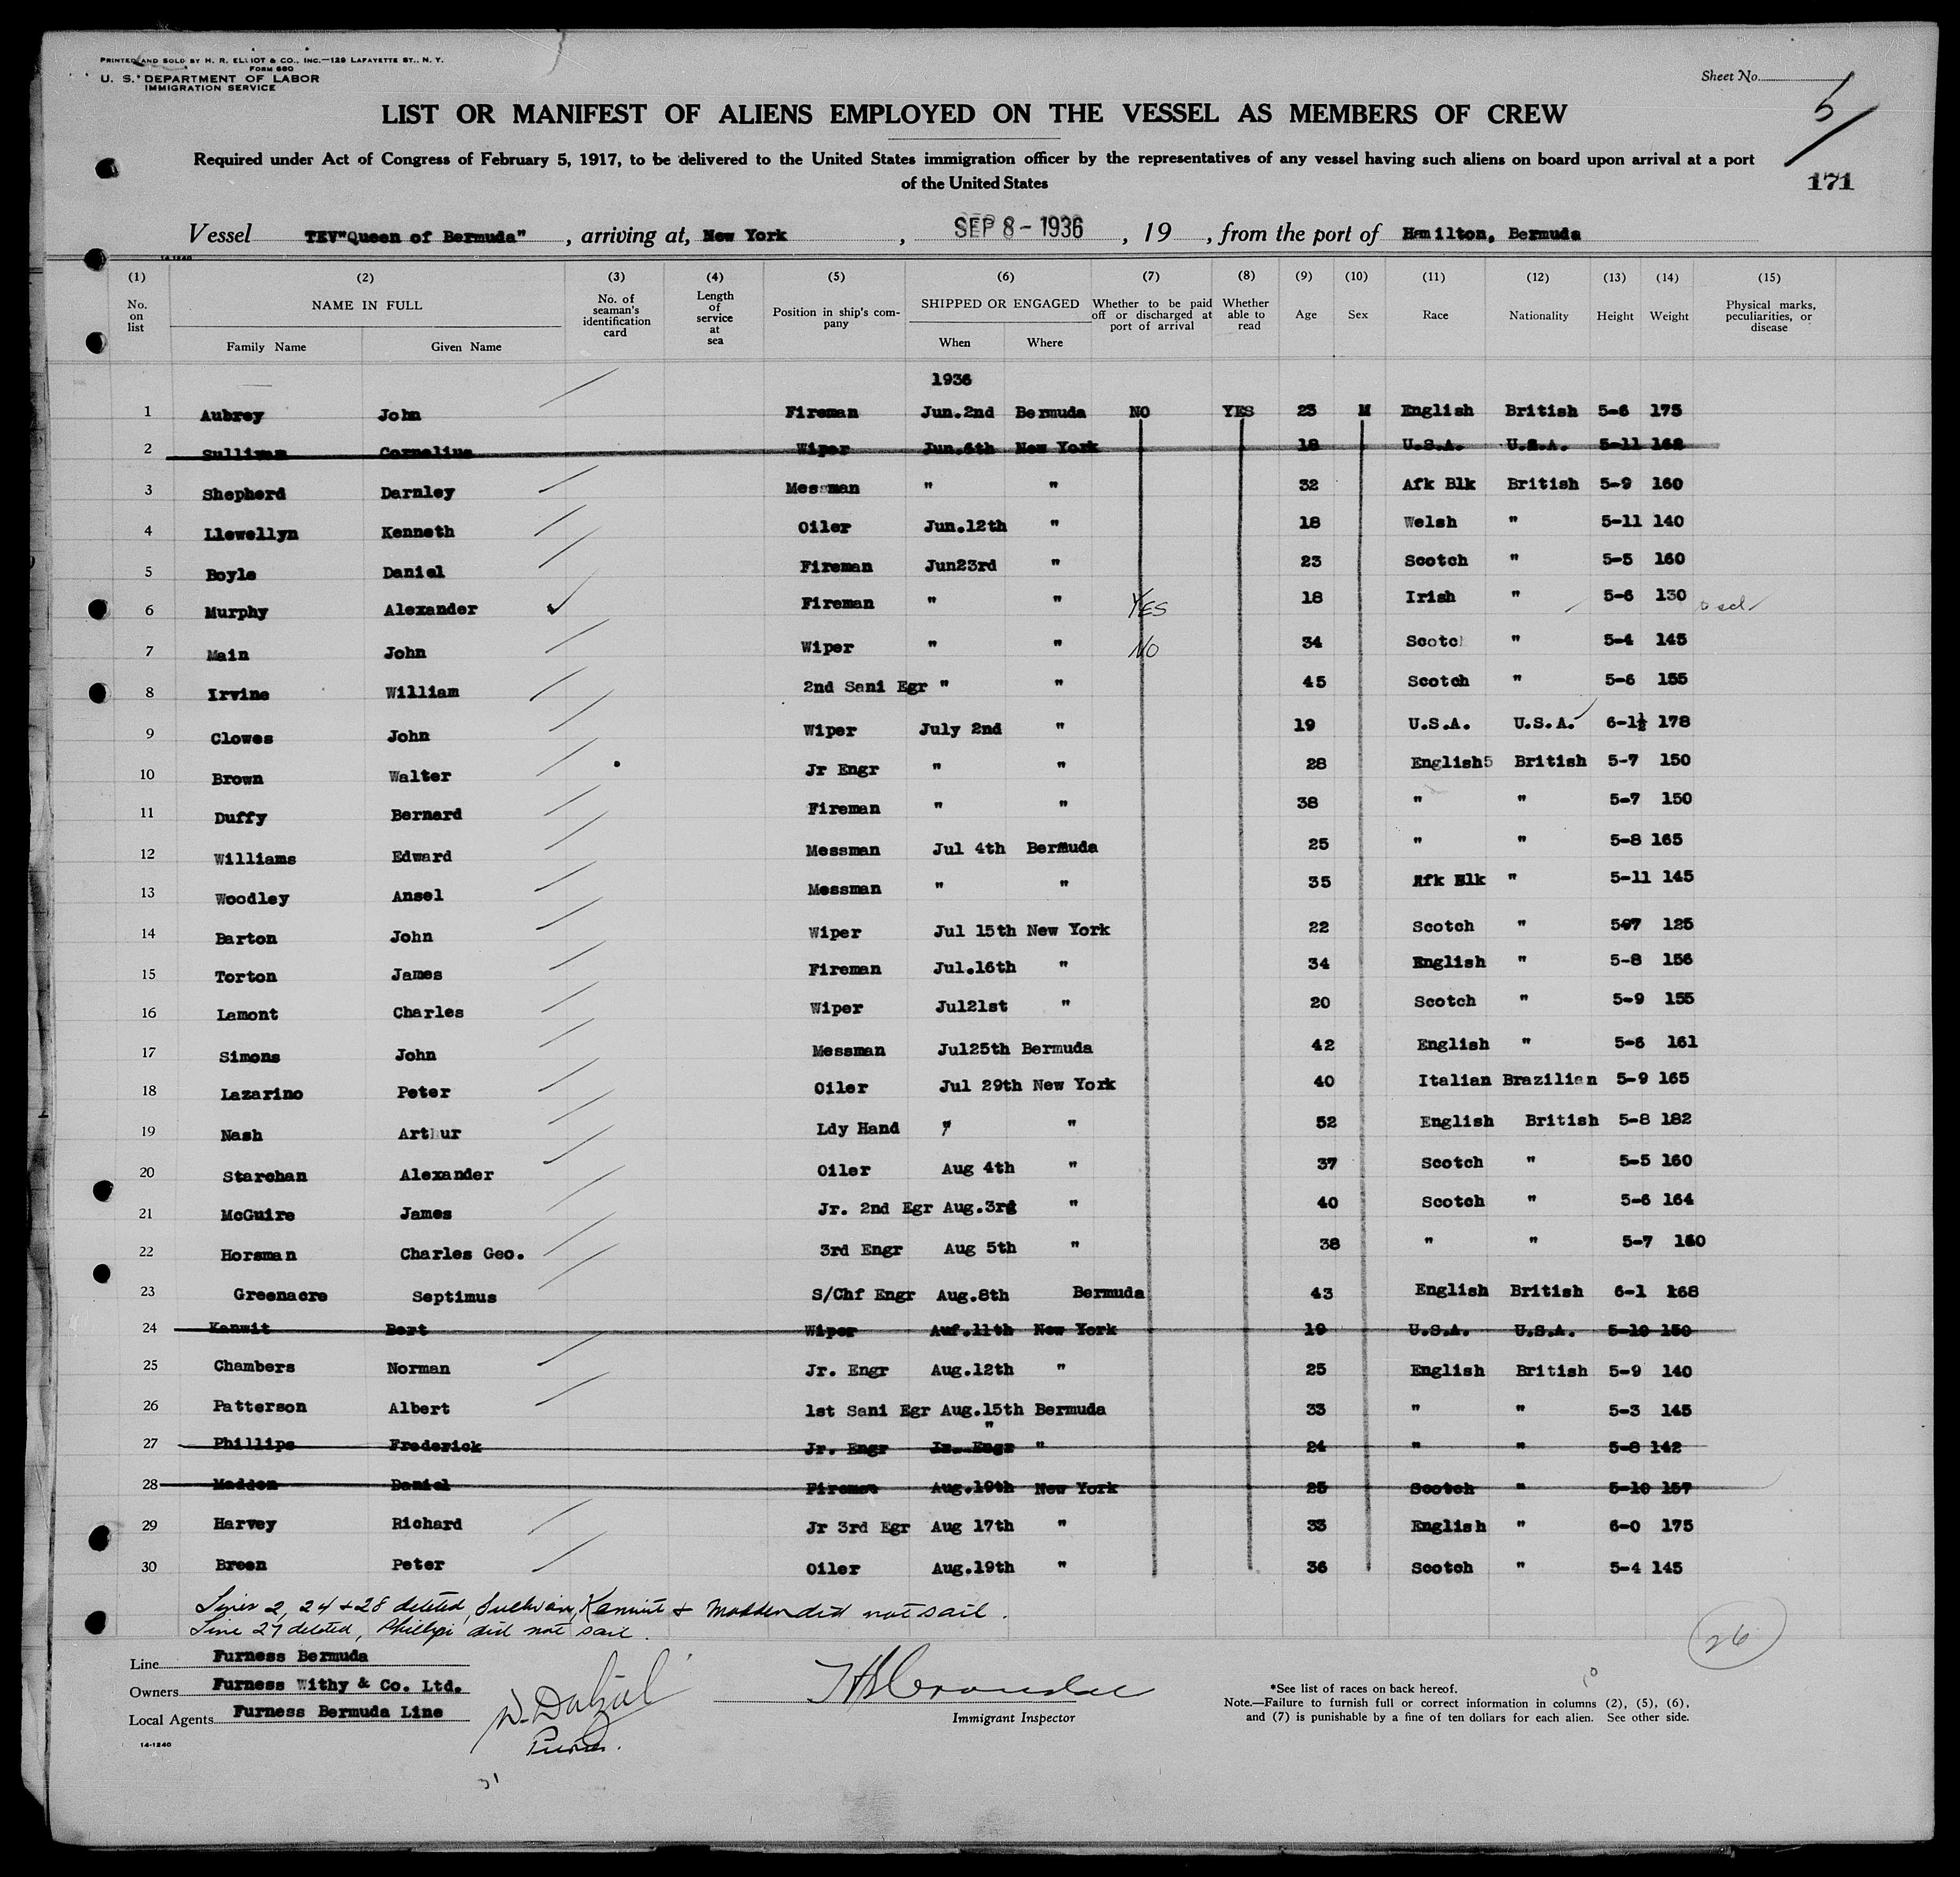 PRINTED AND SOLD BY H. R. ELLIOT & CO., INC.—129 LAFAYETTE ST., N. Y.
FORM 680
U. S. DEPARTMENT OF LABOR
IMMIGRATION SERVICE
Sheet No.
5
LIST OR MANIFEST OF ALIENS EMPLOYED ON THE VESSEL AS MEMBERS OF CREW
Required under Act of Congress of February 5, 1917, to be delivered to the United States immigration officer by the representatives of any vessel having such aliens on board upon arrival at a port
of the United States
171
Vessel TEV"Queen of Bermuda" , arriving at, New York , SEP 8 - 1936 , 19 , from the port of Hamilton, Bermuda
14-1240
(1) (2) (3) (4) (5) (6) (7) (8) (9) (10) (11) (12) (13) (14) (15)
No. on list NAME IN FULL Family Name Given Name No. of seaman's identification card Length of service at sea Position in ship's company SHIPPED OR ENGAGED When Where Whether to be paid off or discharged at port of arrival Whether able to read Age Sex Race Nationality Height Weight Physical marks, peculiarities, or disease
1936
1 Aubrey John Fireman Jun.2nd Bermuda NO YES 23 M English British 5-6 175
2 Sullivan Cornelius Wiper Jun.6th New York 18 U.S.A. U.S.A. 5-11 168
3 Shepherd Darnley Messman " " 32 Afk Blk British 5-9 160
4 Llewellyn Kenneth Oiler Jun.12th " 18 Welsh " 5-11 140
5 Boyle Daniel Fireman Jun23rd " 23 Scotch " 5-5 160
6 Murphy Alexander Fireman " " YES 18 Irish " 5-6 130
7 Main John Wiper " " NO 34 Scotc " 5-4 145
8 Irvine William 2nd Sani Egr " " 45 Scotch " 5-6 155
9 Clowes John Wiper July 2nd " 19 U.S.A. U.S.A. 6-1½ 178
10 Brown Walter Jr Engr " " 28 English5 British 5-7 150
11 Duffy Bernard Fireman " " 38 " " 5-7 150
12 Williams Edward Messman Jul 4th Bermuda 25 " " 5-8 165
13 Woodley Ansel Messman " " 35 Afk Blk " 5-11 145
14 Barton John Wiper Jul 15th New York 22 Scotch " 507 125
15 Torton James Fireman Jul.16th " 34 English " 5-8 156
16 Lamont Charles Wiper Jul21st " 20 Scotch " 5-9 155
17 Simons John Messman Jul25th Bermuda 42 English " 5-6 161
18 Lazarino Peter Oiler Jul 29th New York 40 Italian Brazilian 5-9 165
19 Nash Arthur Ldy Hand " " 52 English British 5-8 182
20 Starchan Alexander Oiler Aug 4th " 37 Scotch " 5-5 160
21 McGuire James Jr. 2nd Egr Aug.3rd " 40 Scotch " 5-6 164
22 Horsman Charles Geo. 3rd Engr Aug 5th " 38 " " 5-7 160
23 Greenacre Septimus S/Chf Engr Aug.8th Bermuda 43 English British 6-1 168
24 Kanwit Bert Wiper Auf.11th New York 19 U.S.A. U.S.A. 5-10 150
25 Chambers Norman Jr. Engr Aug.12th " 25 English British 5-9 140
26 Patterson Albert 1st Sani Egr Aug.15th Bermuda 33 " " 5-3 145
27 Phillips Frederick Jr. Engr Jr. Engr " " 24 " " 5-8 142
28 Madden Daniel Fireman Aug.19th New York 25 Scotch " 5-10 157
29 Harvey Richard Jr 3rd Egr Aug 17th " 33 English " 6-0 175
30 Breen Peter Oiler Aug.19th " 36 Scotch " 5-4 145
Lines 2, 24 + 28 deleted, Sullivan, Kanwit + Madden did not sail.
Line 27 deleted, Phillips did not sail.
26
Line Furness Bermuda
Owners Furness Withy & Co. Ltd.
Local Agents Furness Bermuda Line
14-1240
Purser.
Immigrant Inspector
*See list of races on back hereof.
Note.—Failure to furnish full or correct information in columns (2), (5), (6),
and (7) is punishable by a fine of ten dollars for each alien. See other side.